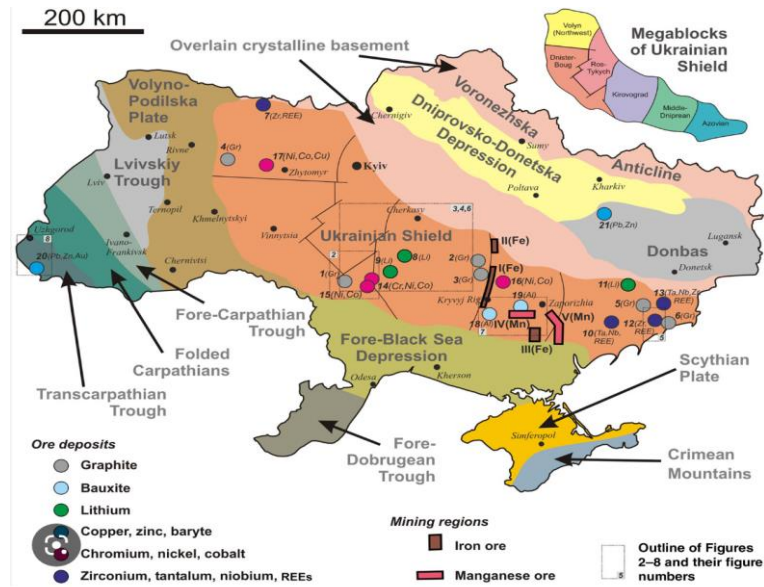 200 km
Overlain crystalline basement
Megablocks
of Ukrainian
Shield
Volyn
(Northwest)
Dnister-
Boug
Ros-
Tykych
Kirovograd
Middle-
Dniprean
Azovian
Volyno-
Podilska
Plate
Lvivskiy
Trough
Voronezhska
Anticline
Dniprovsko-Donetska
Depression
Donbas
Ukrainian Shield
Fore-Black Sea
Depression
Fore-Carpathian
Trough
Folded
Carpathians
Transcarpathian
Trough
Fore-
Dobrugean
Trough
Scythian
Plate
Crimean
Mountains
Chernigiv
Sumy
Lutsk
Rivne
Kyiv
Zhytomyr
Lviv
Ternopil
Khmelnytskyi
Vinnytsia
Cherkasy
Poltava
Kharkiv
Lugansk
Donetsk
Uzhgorod
Ivano-
Frankivsk
Chernivtsi
Kryvyj Rig
Zaporizhia
Odesa
Kherson
Simferopol
7(Zr,REE)
4(Gr)
17(Ni,Co,Cu)
3,4,6
2
21(Pb,Zn)
8
20(Pb,Zn,Au)
9(Li)
8(Li)
1(Gr)
14(Cr,Ni,Co)
15(Ni,Co)
2(Gr)
3(Gr)
II(Fe)
I(Fe)
16(Ni,Co)
19(Al)
18(Al)
IV(Mn)
V(Mn)
III(Fe)
7
11(Li)
5(Gr)
6(Gr)
10(Ta,Nb,
REE)
12(Zr,
REE)
REE)
5
Ore deposits
Graphite
Bauxite
Lithium
Copper, zinc, baryte
Chromium, nickel, cobalt
Zirconium, tantalum, niobium, REEs
Mining regions
Iron ore
Manganese ore
Outline of Figures
2–8 and their figure
numbers